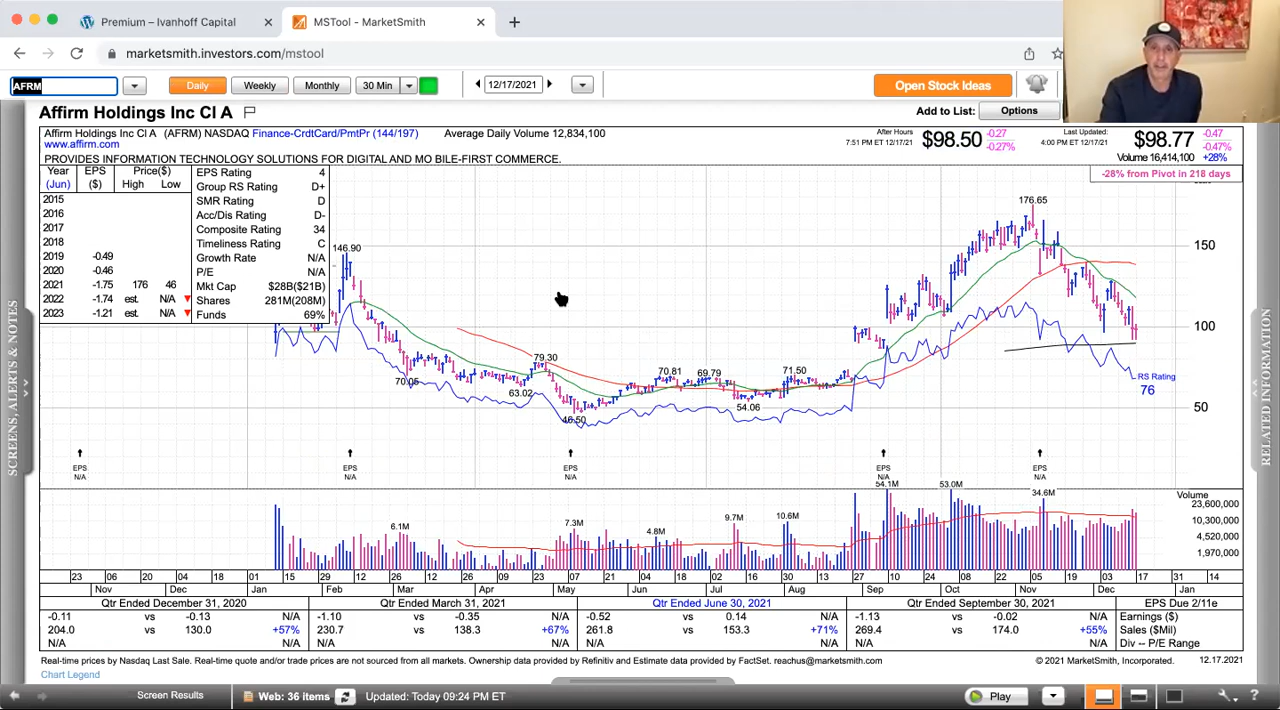 Premium – Ivanhoff Capital
MSTool – MarketSmith
marketsmith.investors.com/mstool
AFRM
Daily
Weekly
Monthly
30 Min
12/17/2021
Open Stock Ideas
Affirm Holdings Inc Cl A
Add to List:
Options
Affirm Holdings Inc Cl A (AFRM) NASDAQ Finance-CrdtCard/PmtPr (144/197) Average Daily Volume 12,834,100
www.affirm.com
After Hours
7:51 PM ET 12/17/21
$98.50
-0.27
-0.27%
Last Updated:
4:00 PM ET 12/17/21
$98.77
-0.47
-0.47%
Volume 16,414,100 +28%
PROVIDES INFORMATION TECHNOLOGY SOLUTIONS FOR DIGITAL AND MO BILE-FIRST COMMERCE.
-28% from Pivot in 218 days
Year EPS Price($)
(Jun) ($) High Low
2015
2016
2017
2018
2019 -0.49
2020 -0.46
2021 -1.75 176 46
2022 -1.74 est. N/A
2023 -1.21 est. N/A
EPS Rating 4
Group RS Rating D+
SMR Rating D
Acc/Dis Rating D-
Composite Rating 34
Timeliness Rating C
Growth Rate N/A
P/E N/A
Mkt Cap $28B($21B)
Shares 281M(208M)
Funds 69%
176.65
146.90
150
100
50
79.30
70.05
63.02
46.50
70.81
69.79
54.06
71.50
RS Rating
76
EPS N/A
EPS N/A
EPS N/A
EPS N/A
EPS N/A
54.1M
53.0M
34.6M
6.1M
7.3M
4.8M
9.7M
10.6M
Volume
23,600,000
10,300,000
4,520,000
1,970,000
23 06 20 04 18 01 15 29 12 26 12 26 09 23 07 21 04 18 02 16 30 13 27 10 24 08 22 05 19 03 17 31 14
Nov Dec Jan Feb Mar Apr May Jun Jul Aug Sep Oct Nov Dec Jan
Qtr Ended December 31, 2020
-0.11 vs -0.13 N/A
204.0 vs 130.0 +57%
N/A vs N/A
Qtr Ended March 31, 2021
-1.10 vs -0.35 N/A
230.7 vs 138.3 +67%
N/A vs N/A
Qtr Ended June 30, 2021
-0.52 vs 0.14 N/A
261.8 vs 153.3 +71%
N/A vs N/A
Qtr Ended September 30, 2021
-1.13 vs -0.02 N/A
269.4 vs 174.0 +55%
N/A vs N/A
EPS Due 2/11e
Earnings ($)
Sales ($Mil)
Div -- P/E Range
Real-time prices by Nasdaq Last Sale. Real-time quote and/or trade prices are not sourced from all markets. Ownership data provided by Refinitiv and Estimate data provided by FactSet. reachus@marketsmith.com
© 2021 MarketSmith, Incorporated.
12.17.2021
Chart Legend
SCREENS, ALERTS & NOTES
RELATED INFORMATION
Screen Results
Web: 36 items
Updated: Today 09:24 PM ET
Play